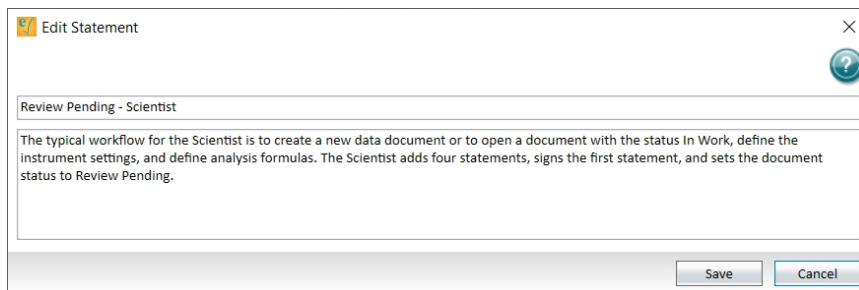 Edit Statement
Review Pending - Scientist
The typical workflow for the Scientist is to create a new data document or to open a document with the status In Work, define the
instrument settings, and define analysis formulas. The Scientist adds four statements, signs the first statement, and sets the document
status to Review Pending.
Save Cancel